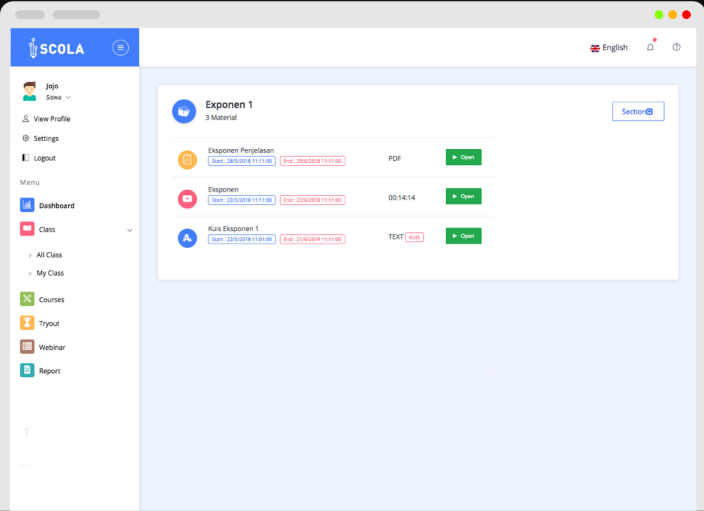 SCOLA
English
Jojo
Siswa
View Profile
Settings
Logout
Menu
Dashboard
Class
All Class
My Class
Courses
Tryout
Webinar
Report
Exponen 1
3 Material
Section
Eksponen Penjelasan
Start : 28/5/2018 11:11:00 End : 29/6/2018 11:11:00
PDF
Open
Eksponen
Start : 22/5/2018 11:11:00 End : 22/6/2018 11:11:00
00:14:14
Open
Kuis Eksponen 1
Start : 22/5/2018 11:01:00 End : 21/6/2019 11:11:00
TEXT KUIS
Open